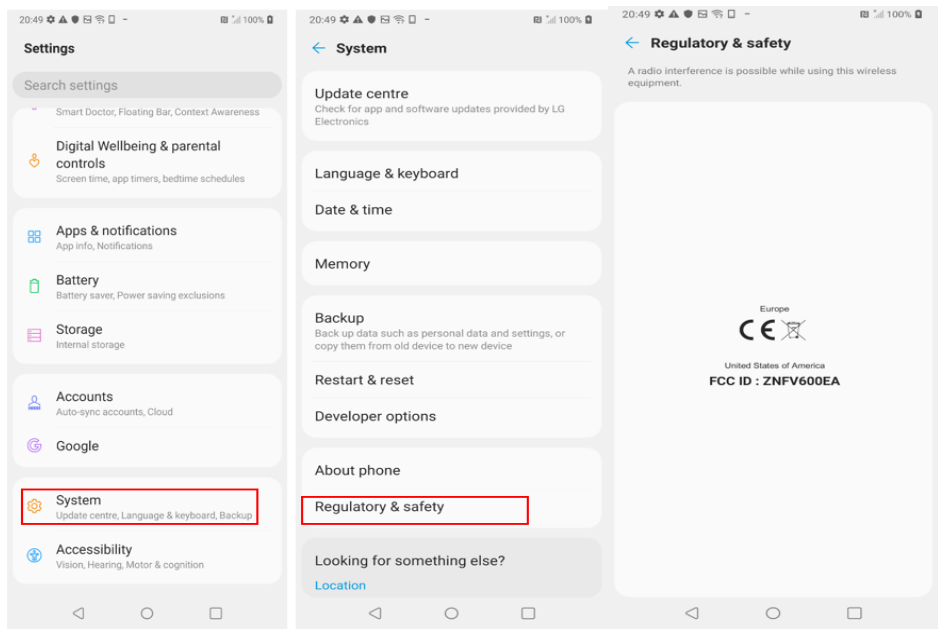 20:49 100%
Settings
Search settings
Smart Doctor, Floating Bar, Context Awareness
Digital Wellbeing & parental
controls
Screen time, app timers, bedtime schedules
Apps & notifications
App info, Notifications
Battery
Battery saver, Power saving exclusions
Storage
Internal storage
Accounts
Auto-sync accounts, Cloud
Google
System
Update centre, Language & keyboard, Backup
Accessibility
Vision, Hearing, Motor & cognition
20:49 100%
System
Update centre
Check for app and software updates provided by LG
Electronics
Language & keyboard
Date & time
Memory
Backup
Back up data such as personal data and settings, or
copy them from old device to new device
Restart & reset
Developer options
About phone
Regulatory & safety
Looking for something else?
Location
20:49 100%
Regulatory & safety
A radio interference is possible while using this wireless
equipment.
Europe
CE
United States of America
FCC ID : ZNFV600EA